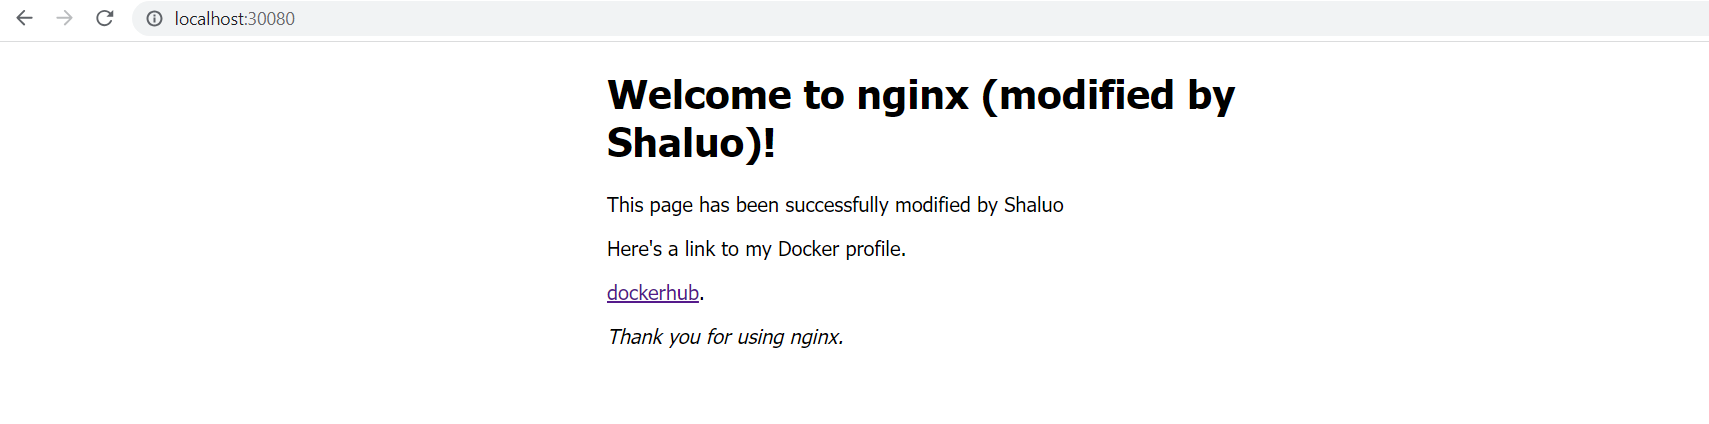 localhost:30080
Welcome to nginx (modified by
Shaluo)!
This page has been successfully modified by Shaluo
Here's a link to my Docker profile.
dockerhub.
Thank you for using nginx.